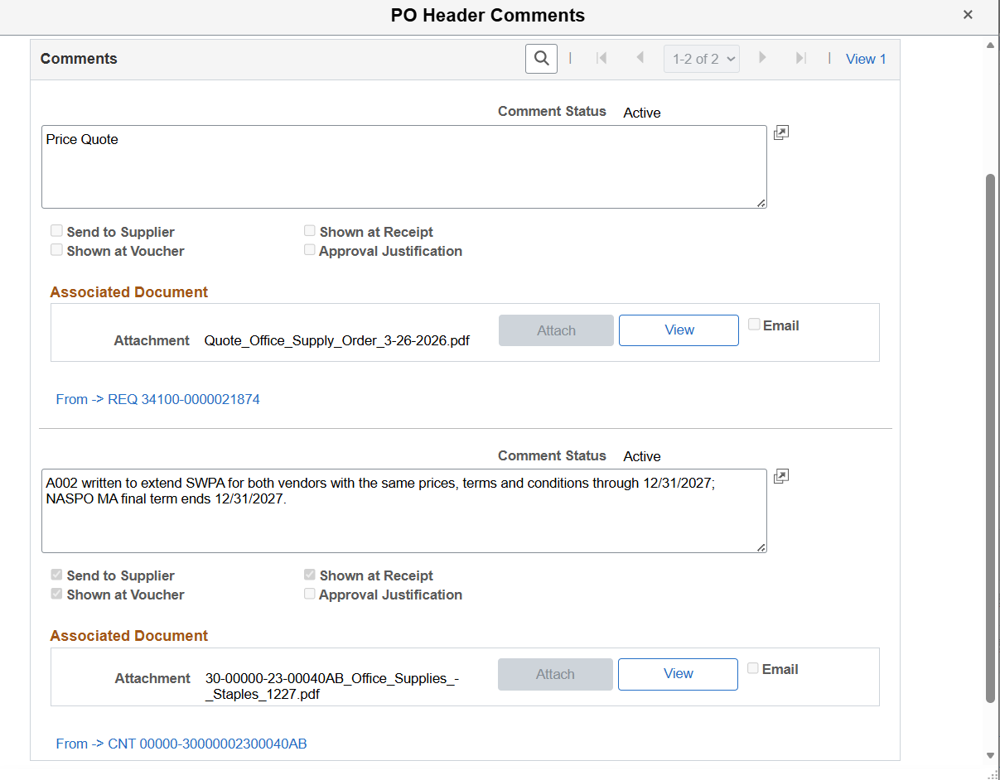 PO Header Comments
Comments
1-2 of 2
View 1
Comment Status Active
Price Quote
Send to Supplier Shown at Receipt
Shown at Voucher Approval Justification
Associated Document
Attachment Quote_Office_Supply_Order_3-26-2026.pdf Attach View Email
From -> REQ 34100-0000021874
Comment Status Active
A002 written to extend SWPA for both vendors with the same prices, terms and conditions through 12/31/2027;
NASPO MA final term ends 12/31/2027.
Send to Supplier Shown at Receipt
Shown at Voucher Approval Justification
Associated Document
Attachment 30-00000-23-00040AB_Office_Supplies_- Attach View Email
_Staples_1227.pdf
From -> CNT 00000-30000002300040AB